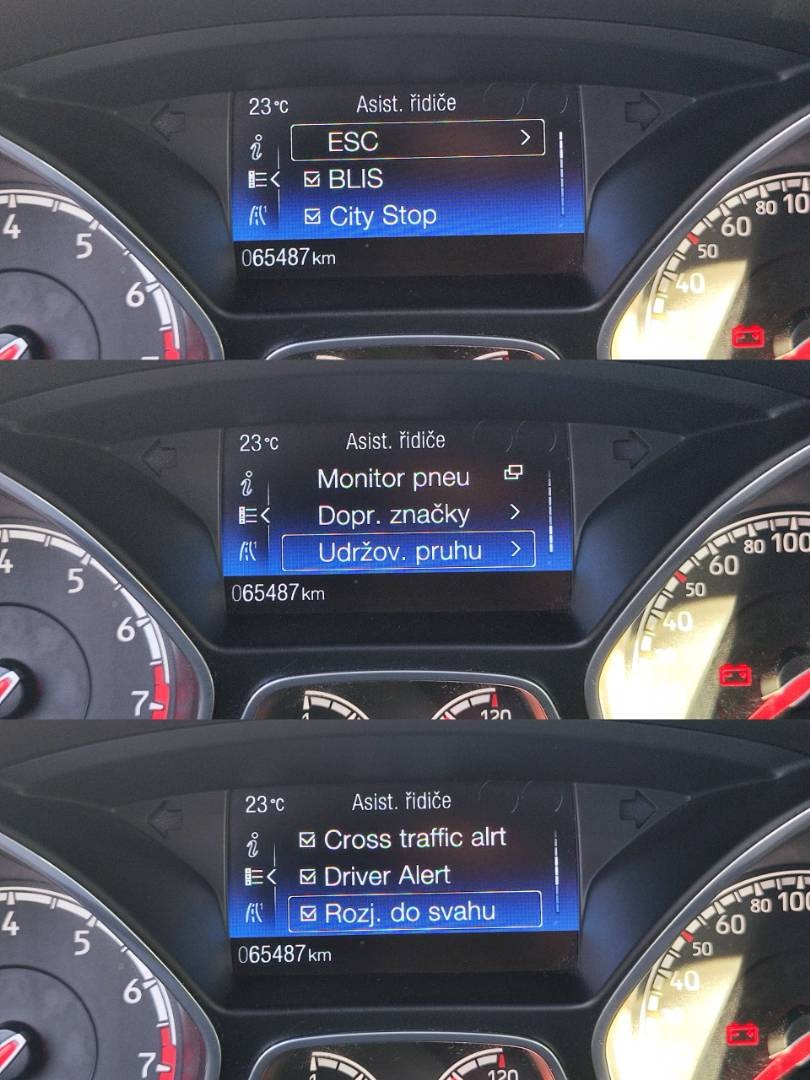 23°C Asist. řidiče
ESC
BLIS
City Stop
065487 km
4 5 6 7
40 50 60 80 100
23°C Asist. řidiče
Monitor pneu
Dopr. značky
Udržov. pruhu
065487 km
4 5 6 7
40 50 60 80 100
120
23°C Asist. řidiče
Cross traffic alrt
Driver Alert
Rozj. do svahu
065487 km
4 5 6 7
40 50 60 80 100
120